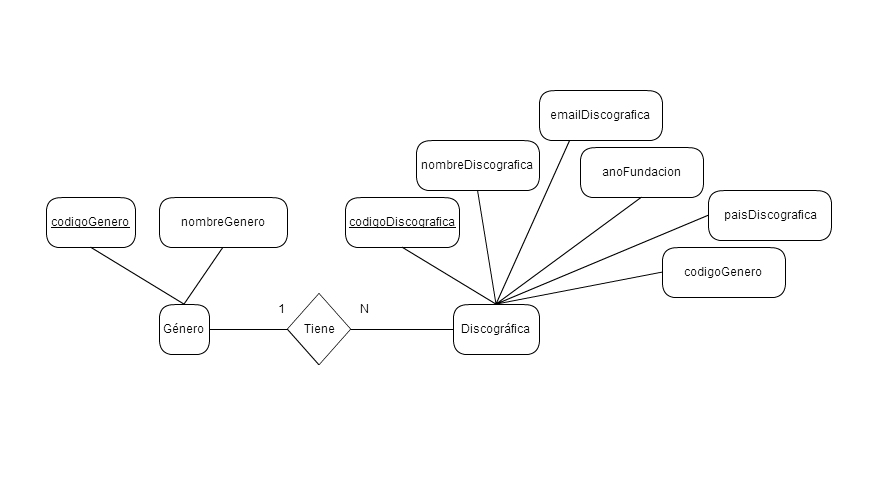 emailDiscografica
nombreDiscografica
anoFundacion
codigoGenero
nombreGenero
codigoDiscografica
paisDiscografica
codigoGenero
1
N
Género
Tiene
Discográfica